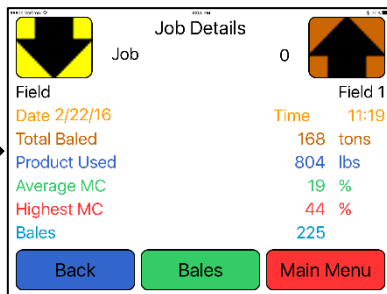 Job Details
Job 0
Field Field 1
Date 2/22/16 Time 11:19
Total Baled 168 tons
Product Used 804 lbs
Average MC 19 %
Highest MC 44 %
Bales 225
Back Bales Main Menu